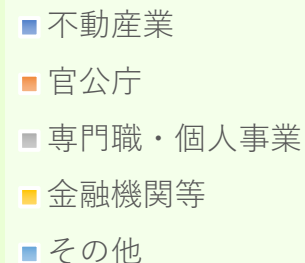 不動産業
官公庁
専門職・個人事業
金融機関等
その他